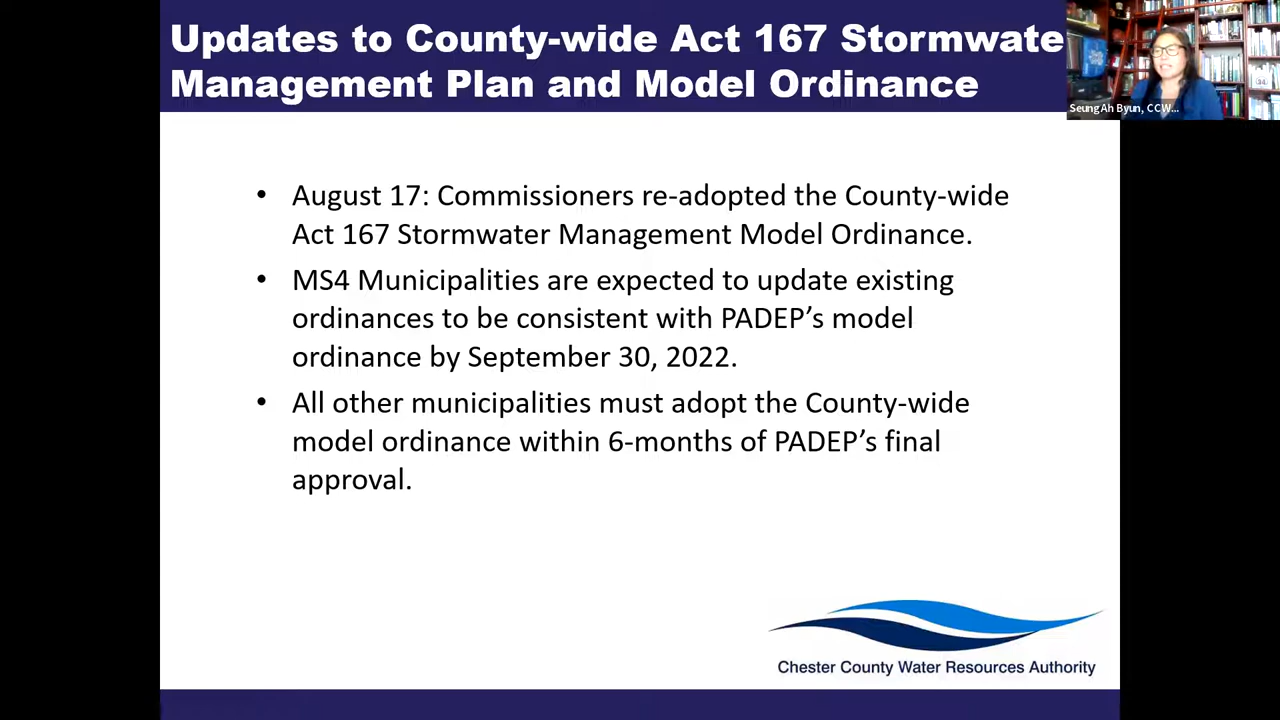 Updates to County-wide Act 167 Stormwate
Management Plan and Model Ordinance
SeungAh Byun, CCW...
• August 17: Commissioners re-adopted the County-wide
Act 167 Stormwater Management Model Ordinance.
• MS4 Municipalities are expected to update existing
ordinances to be consistent with PADEP’s model
ordinance by September 30, 2022.
• All other municipalities must adopt the County-wide
model ordinance within 6-months of PADEP’s final
approval.
Chester County Water Resources Authority